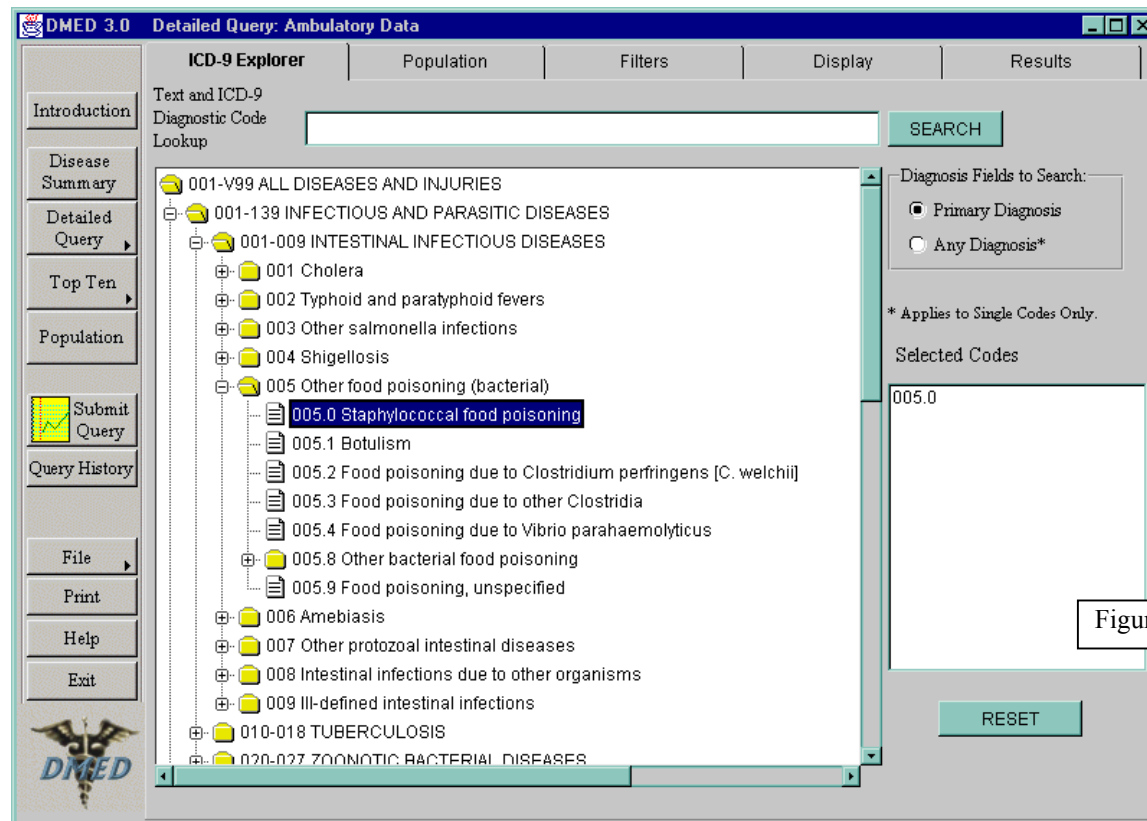 DMED 3.0 Detailed Query: Ambulatory Data
ICD-9 Explorer Population Filters Display Results
Introduction
Disease
Summary
Detailed
Query
Top Ten
Population
Submit
Query
Query History
File
Print
Help
Exit
DMED
Text and ICD-9
Diagnostic Code
Lookup
SEARCH
001-V99 ALL DISEASES AND INJURIES
001-139 INFECTIOUS AND PARASITIC DISEASES
001-009 INTESTINAL INFECTIOUS DISEASES
001 Cholera
002 Typhoid and paratyphoid fevers
003 Other salmonella infections
004 Shigellosis
005 Other food poisoning (bacterial)
005.0 Staphylococcal food poisoning
005.1 Botulism
005.2 Food poisoning due to Clostridium perfringens [C. welchii]
005.3 Food poisoning due to other Clostridia
005.4 Food poisoning due to Vibrio parahaemolyticus
005.8 Other bacterial food poisoning
005.9 Food poisoning, unspecified
006 Amebiasis
007 Other protozoal intestinal diseases
008 Intestinal infections due to other organisms
009 Ill-defined intestinal infections
010-018 TUBERCULOSIS
020-027 ZOONOTIC BACTERIAL DISEASES
Diagnosis Fields to Search:
Primary Diagnosis
Any Diagnosis*
* Applies to Single Codes Only.
Selected Codes
005.0
Figur
RESET